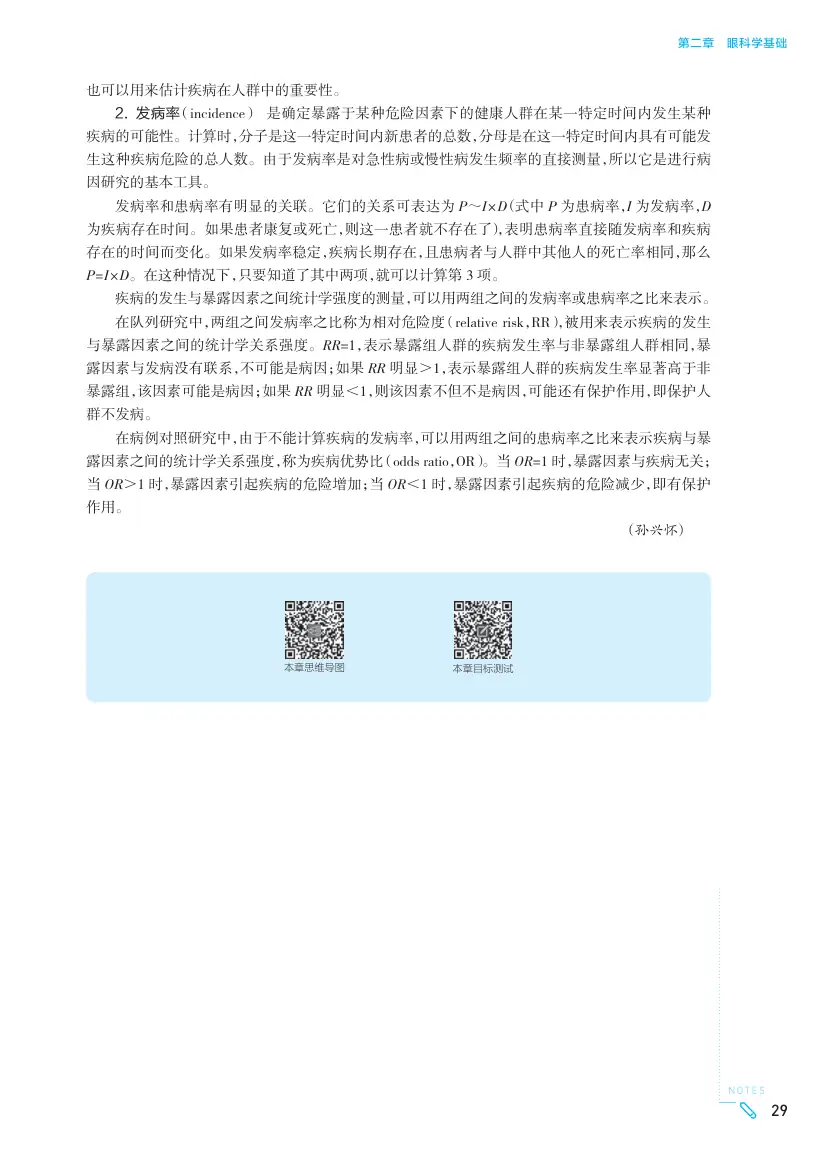 第二章　眼科学基础
也可以用来估计疾病在人群中的重要性。
2. 发病率（incidence）　是确定暴露于某种危险因素下的健康人群在某一特定时间内发生某种
疾病的可能性。计算时，分子是这一特定时间内新患者的总数，分母是在这一特定时间内具有可能发
生这种疾病危险的总人数。由于发病率是对急性病或慢性病发生频率的直接测量，所以它是进行病
因研究的基本工具。
发病率和患病率有明显的关联。它们的关系可表达为 P～I×D（式中 P 为患病率，I 为发病率，D
为疾病存在时间。如果患者康复或死亡，则这一患者就不存在了），表明患病率直接随发病率和疾病
存在的时间而变化。如果发病率稳定，疾病长期存在，且患病者与人群中其他人的死亡率相同，那么
P=I×D。在这种情况下，只要知道了其中两项，就可以计算第 3 项。
疾病的发生与暴露因素之间统计学强度的测量，可以用两组之间的发病率或患病率之比来表示。
在队列研究中，两组之间发病率之比称为相对危险度（relative risk，RR），被用来表示疾病的发生
与暴露因素之间的统计学关系强度。RR=1，表示暴露组人群的疾病发生率与非暴露组人群相同，暴
露因素与发病没有联系，不可能是病因；如果 RR 明显＞1，表示暴露组人群的疾病发生率显著高于非
暴露组，该因素可能是病因；如果 RR 明显＜1，则该因素不但不是病因，可能还有保护作用，即保护人
群不发病。
在病例对照研究中，由于不能计算疾病的发病率，可以用两组之间的患病率之比来表示疾病与暴
露因素之间的统计学关系强度，称为疾病优势比（odds ratio，OR）。当 OR=1 时，暴露因素与疾病无关；
当 OR＞1 时，暴露因素引起疾病的危险增加；当 OR＜1 时，暴露因素引起疾病的危险减少，即有保护
作用。
（孙兴怀）
本章思维导图
本章目标测试
NOTES
29